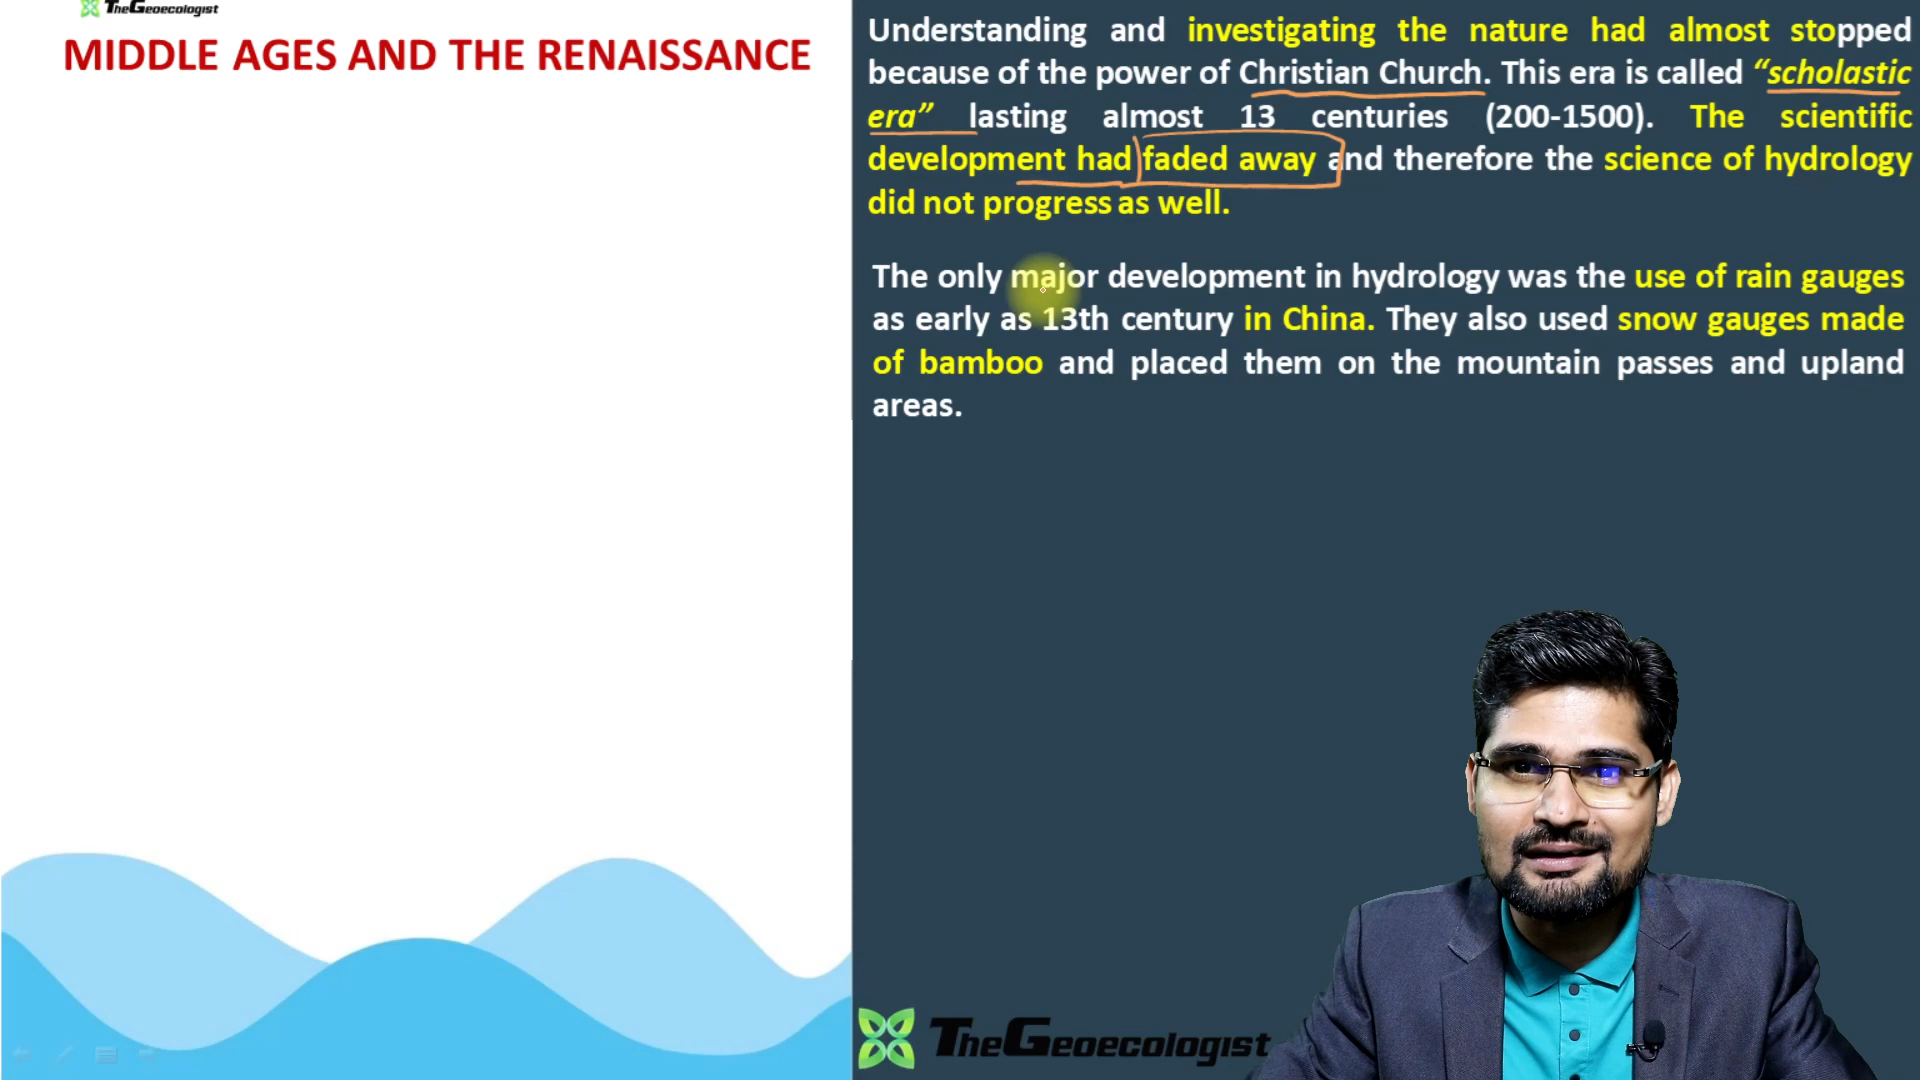 TheGeoecologist
MIDDLE AGES AND THE RENAISSANCE
Understanding and investigating the nature had almost stopped
because of the power of Christian Church. This era is called “scholastic
era” lasting almost 13 centuries (200-1500). The scientific
development had faded away and therefore the science of hydrology
did not progress as well.
The only major development in hydrology was the use of rain gauges
as early as 13th century in China. They also used snow gauges made
of bamboo and placed them on the mountain passes and upland
areas.
TheGeoecologist